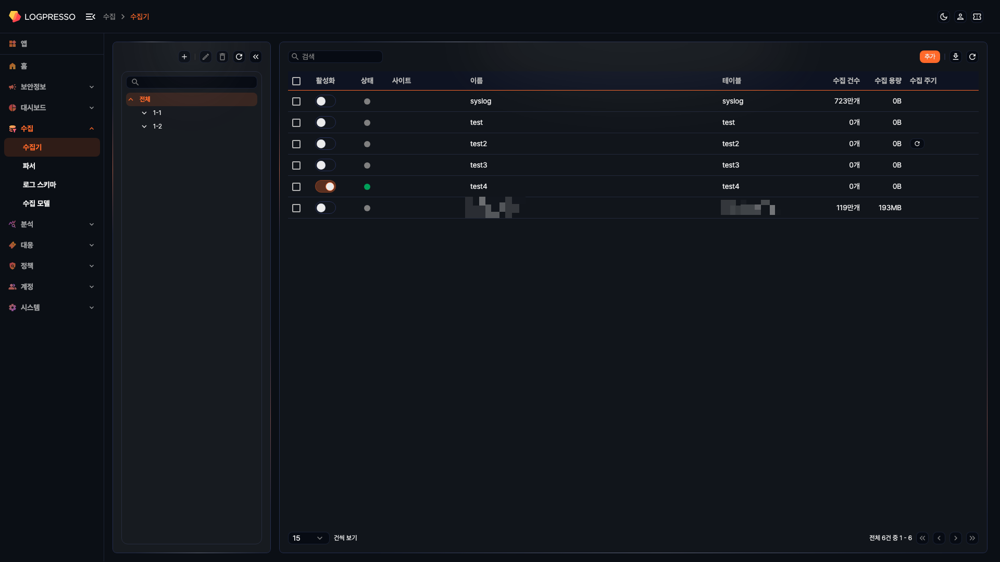 LOGPRESSO
수집 수집기
앱
홈
보안정보
대시보드
수집
수집기
파서
로그 스키마
수집 모델
분석
대응
정책
계정
시스템
전체
1-1
1-2
검색
추가
활성화 상태 사이트 이름 테이블 수집 건수 수집 용량 수집 주기
syslog syslog 723만개 0B
test test 0개 0B
test2 test2 0개 0B
test3 test3 0개 0B
test4 test4 0개 0B
119만개 193MB
15 건씩 보기
전체 6건 중 1 - 6